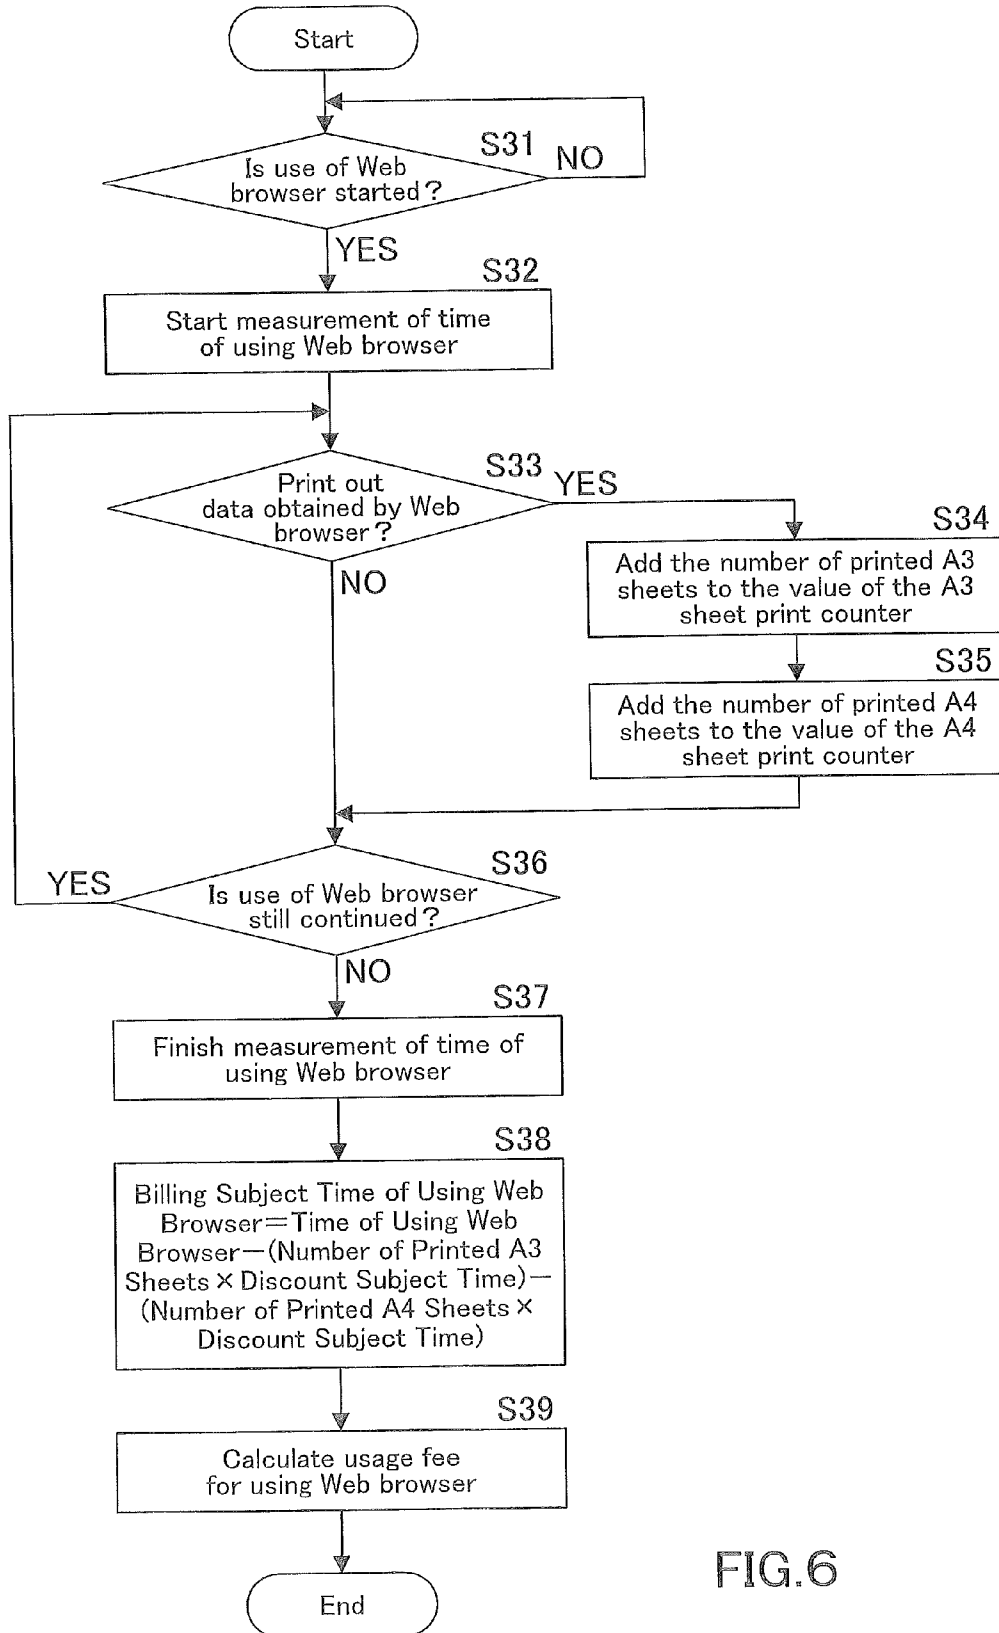 Start
S31
Is use of Web
browser started?
NO
YES
S32
Start measurement of time
of using Web browser
S33
Print out
data obtained by Web
browser?
YES
NO
S34
Add the number of printed A3
sheets to the value of the A3
sheet print counter
S35
Add the number of printed A4
sheets to the value of the A4
sheet print counter
S36
Is use of Web browser
still continued?
YES
NO
S37
Finish measurement of time of
using Web browser
S38
Billing Subject Time of Using Web
Browser=Time of Using Web
Browser—(Number of Printed A3
Sheets × Discount Subject Time)—
(Number of Printed A4 Sheets ×
Discount Subject Time)
S39
Calculate usage fee
for using Web browser
End
FIG.6